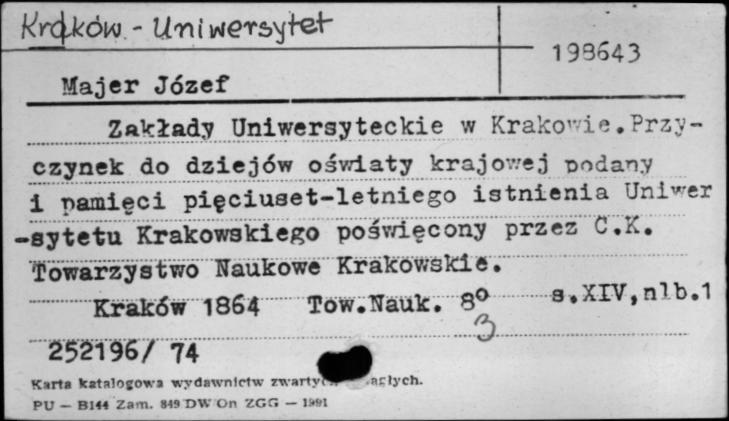 Kraków - Uniwersytet
198643
Majer Józef
Zakłady Uniwersyteckie w Krakowie. Przy-
czynek do dziejów oświaty krajowej podany
i pamięci pięciuset-letniego istnienia Uniwer
-sytetu Krakowskiego poświęcony przez C.K.
Towarzystwo Naukowe Krakowskie.
Kraków 1864 Tow. Nauk. 8° s.XIV,nlb.1
3
252196/ 74
Karta katalogowa wydawnictw
PU — B144 Zam. 849 DW On ZGG — 1991